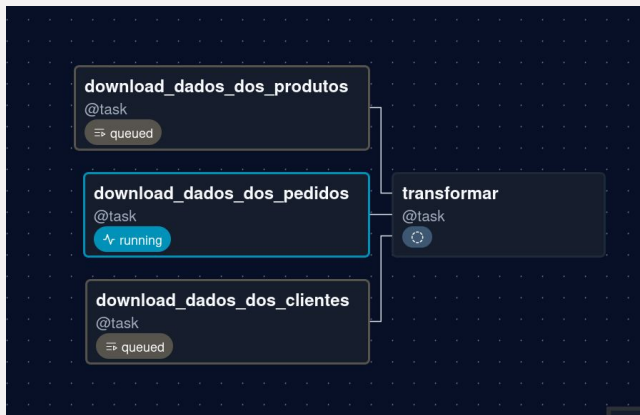 download_dados_dos_produtos
@task
queued
download_dados_dos_pedidos
@task
running
transformar
@task
download_dados_dos_clientes
@task
queued